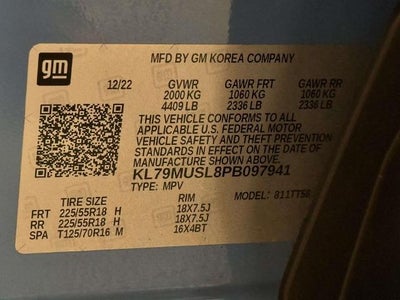 gm
MFD BY GM KOREA COMPANY
12/22 GVWR GAWR FRT GAWR RR
2000 KG 1060 KG 1060 KG
4409 LB 2336 LB 2336 LB
THIS VEHICLE CONFORMS TO ALL
APPLICABLE U.S. FEDERAL MOTOR
VEHICLE SAFETY AND THEFT PREVENTION
STANDARDS IN EFFECT ON THE DATE OF
MANUFACTURE SHOWN ABOVE.
KL79MUSL8PB097941
TYPE: MPV MODEL: 811TT56
TIRE SIZE RIM
FRT 225/55R18 H 18X7.5J
RR 225/55R18 H 18X7.5J
SPA T125/70R16 M 16X4BT